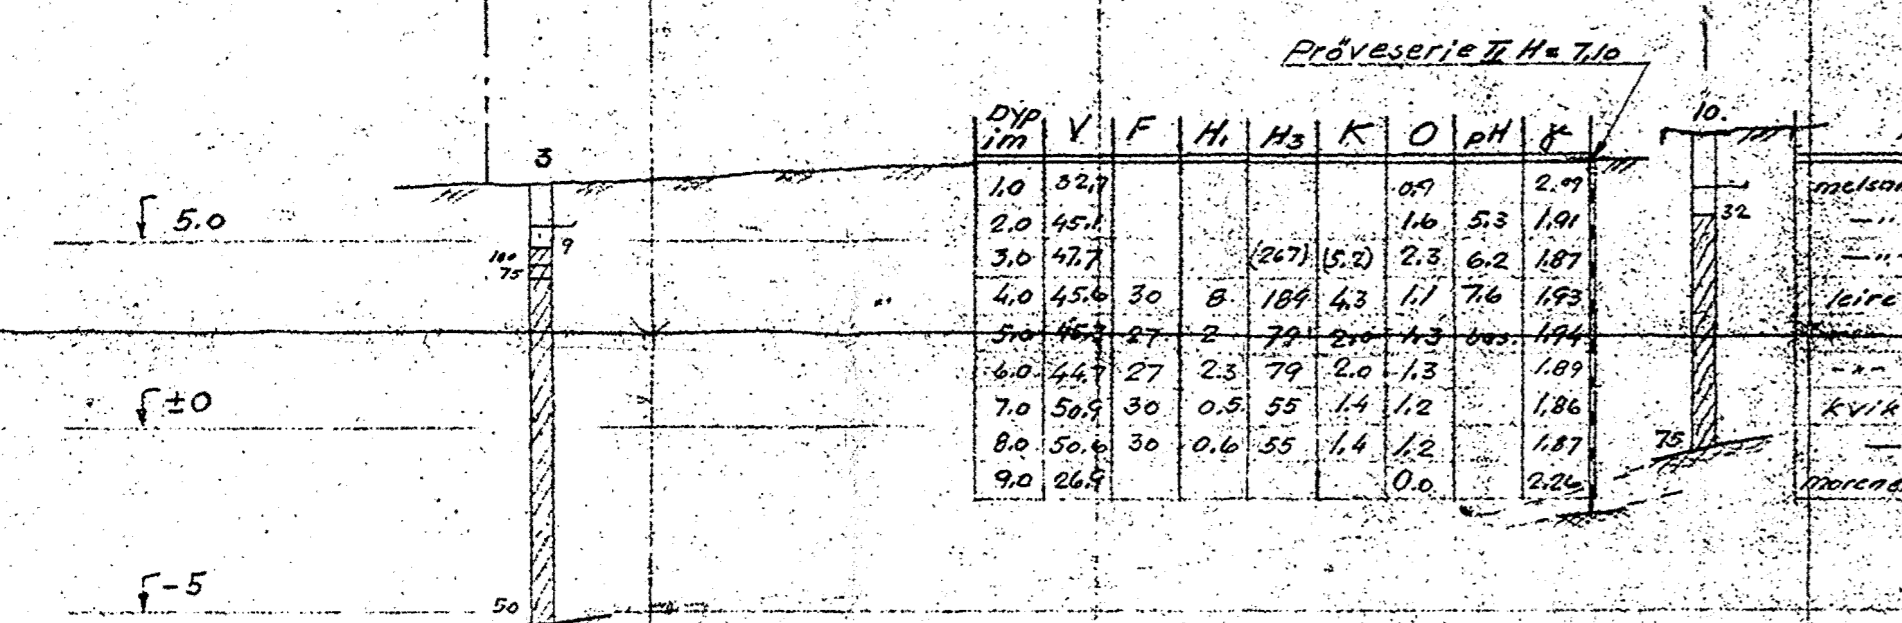 Pröveserie II H = 7,10
3
10.
Dyp im V F H₁ H₃ K O pH γ
1.0 32,7 0.9 2.09
2.0 45.1 1.6 5.3 1.91
3.0 47.7 (267) (5.2) 2.3 6.2 1.87
4.0 45.6 30 8 189 4.3 1.1 7.6 1.93 leire
5.0 27 2 79 2.0 1.3 1.94
6.0 44.7 27 2.3 79 2.0 1.3 1.89 -"-
7.0 50.9 30 0.5 55 1.4 1.2 1.86 kvik
8.0 50.6 30 0.6 55 1.4 1.2 1.87
9.0 26.9 0.0 2.26
5.0
9
75
32
±0
75
-5
50